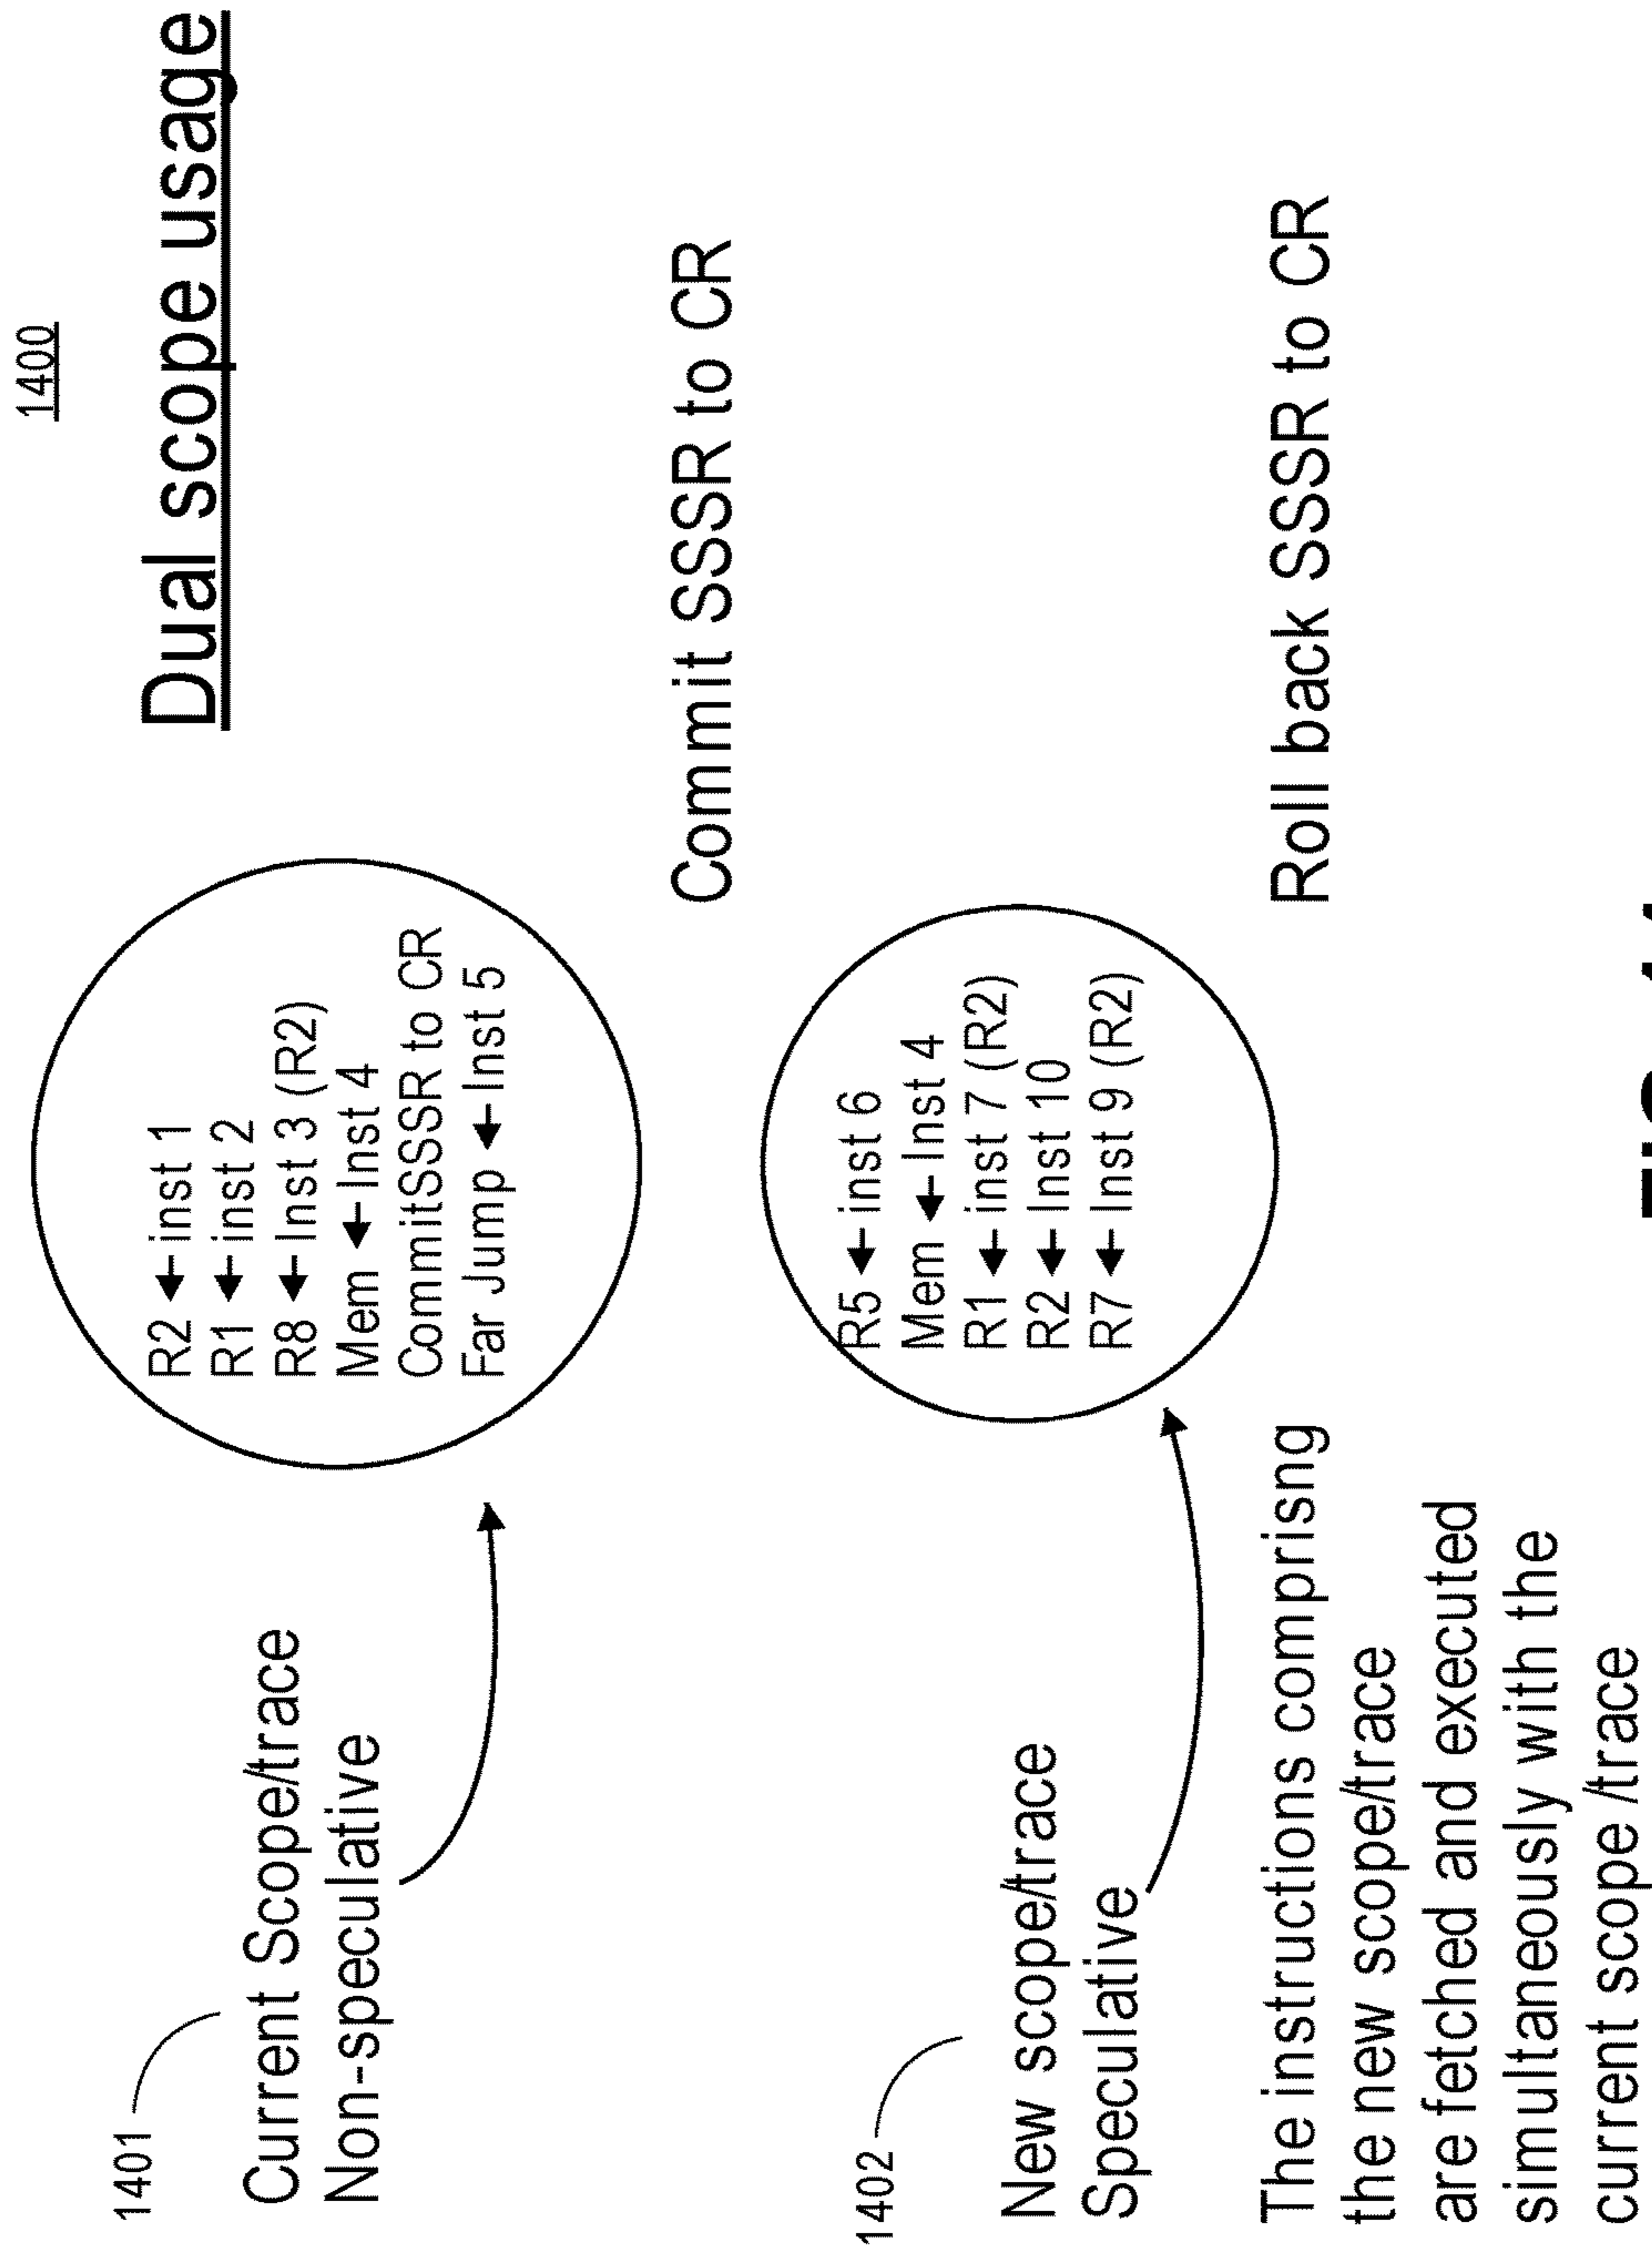 1400
Dual scope usage
1401
Current Scope/trace
Non-speculative
R2 ← inst 1
R1 ← inst 2
R8 ← Inst 3 (R2)
Mem ← Inst 4
CommitSSSR to CR
Far Jump ← Inst 5
Commit SSSR to CR
1402
New scope/trace
Speculative
R5 ← inst 6
Mem ← Inst 4
R1 ← inst 7 (R2)
R2 ← Inst 10
R7 ← Inst 9 (R2)
Roll back SSSR to CR
The instructions comprisng
the new scope/trace
are fetched and executed
simultaneously with the
current scope /trace